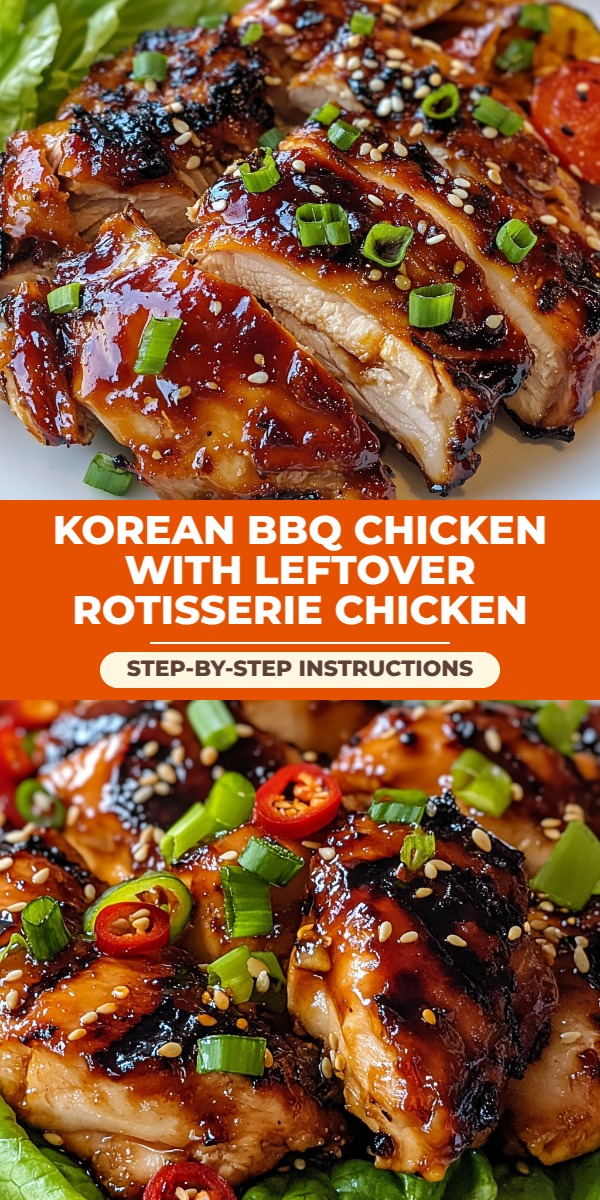 KOREAN BBQ CHICKEN
WITH LEFTOVER
ROTISSERIE CHICKEN
STEP-BY-STEP INSTRUCTIONS